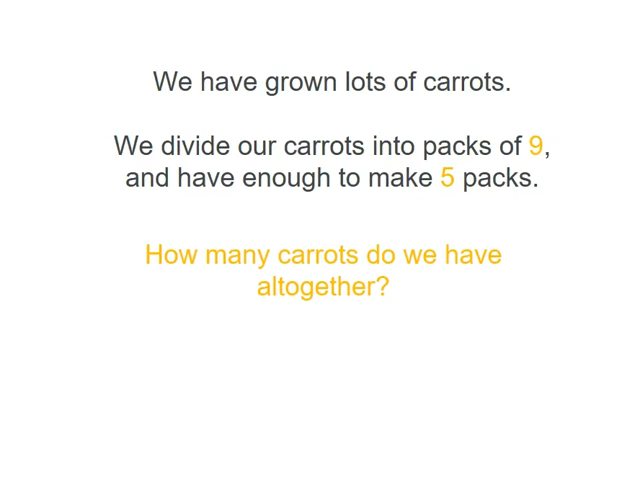 We have grown lots of carrots.
We divide our carrots into packs of 9,
and have enough to make 5 packs.
How many carrots do we have
altogether?